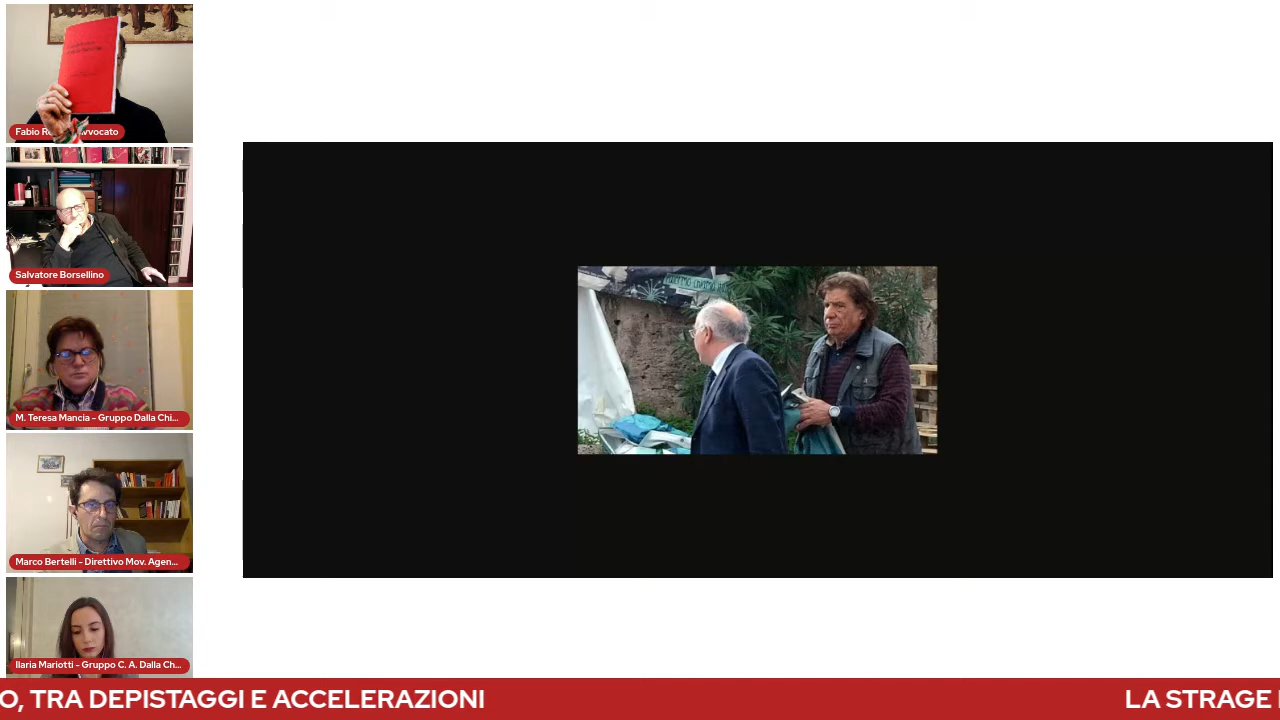 Fabio R vvocato
Salvatore Borsellino
M. Teresa Mancia - Gruppo Dalla Chi...
Marco Bertelli - Direttivo Mov. Agen...
Ilaria Mariotti - Gruppo C. A. Dalla Ch...
O, TRA DEPISTAGGI E ACCELERAZIONI
LA STRAGE